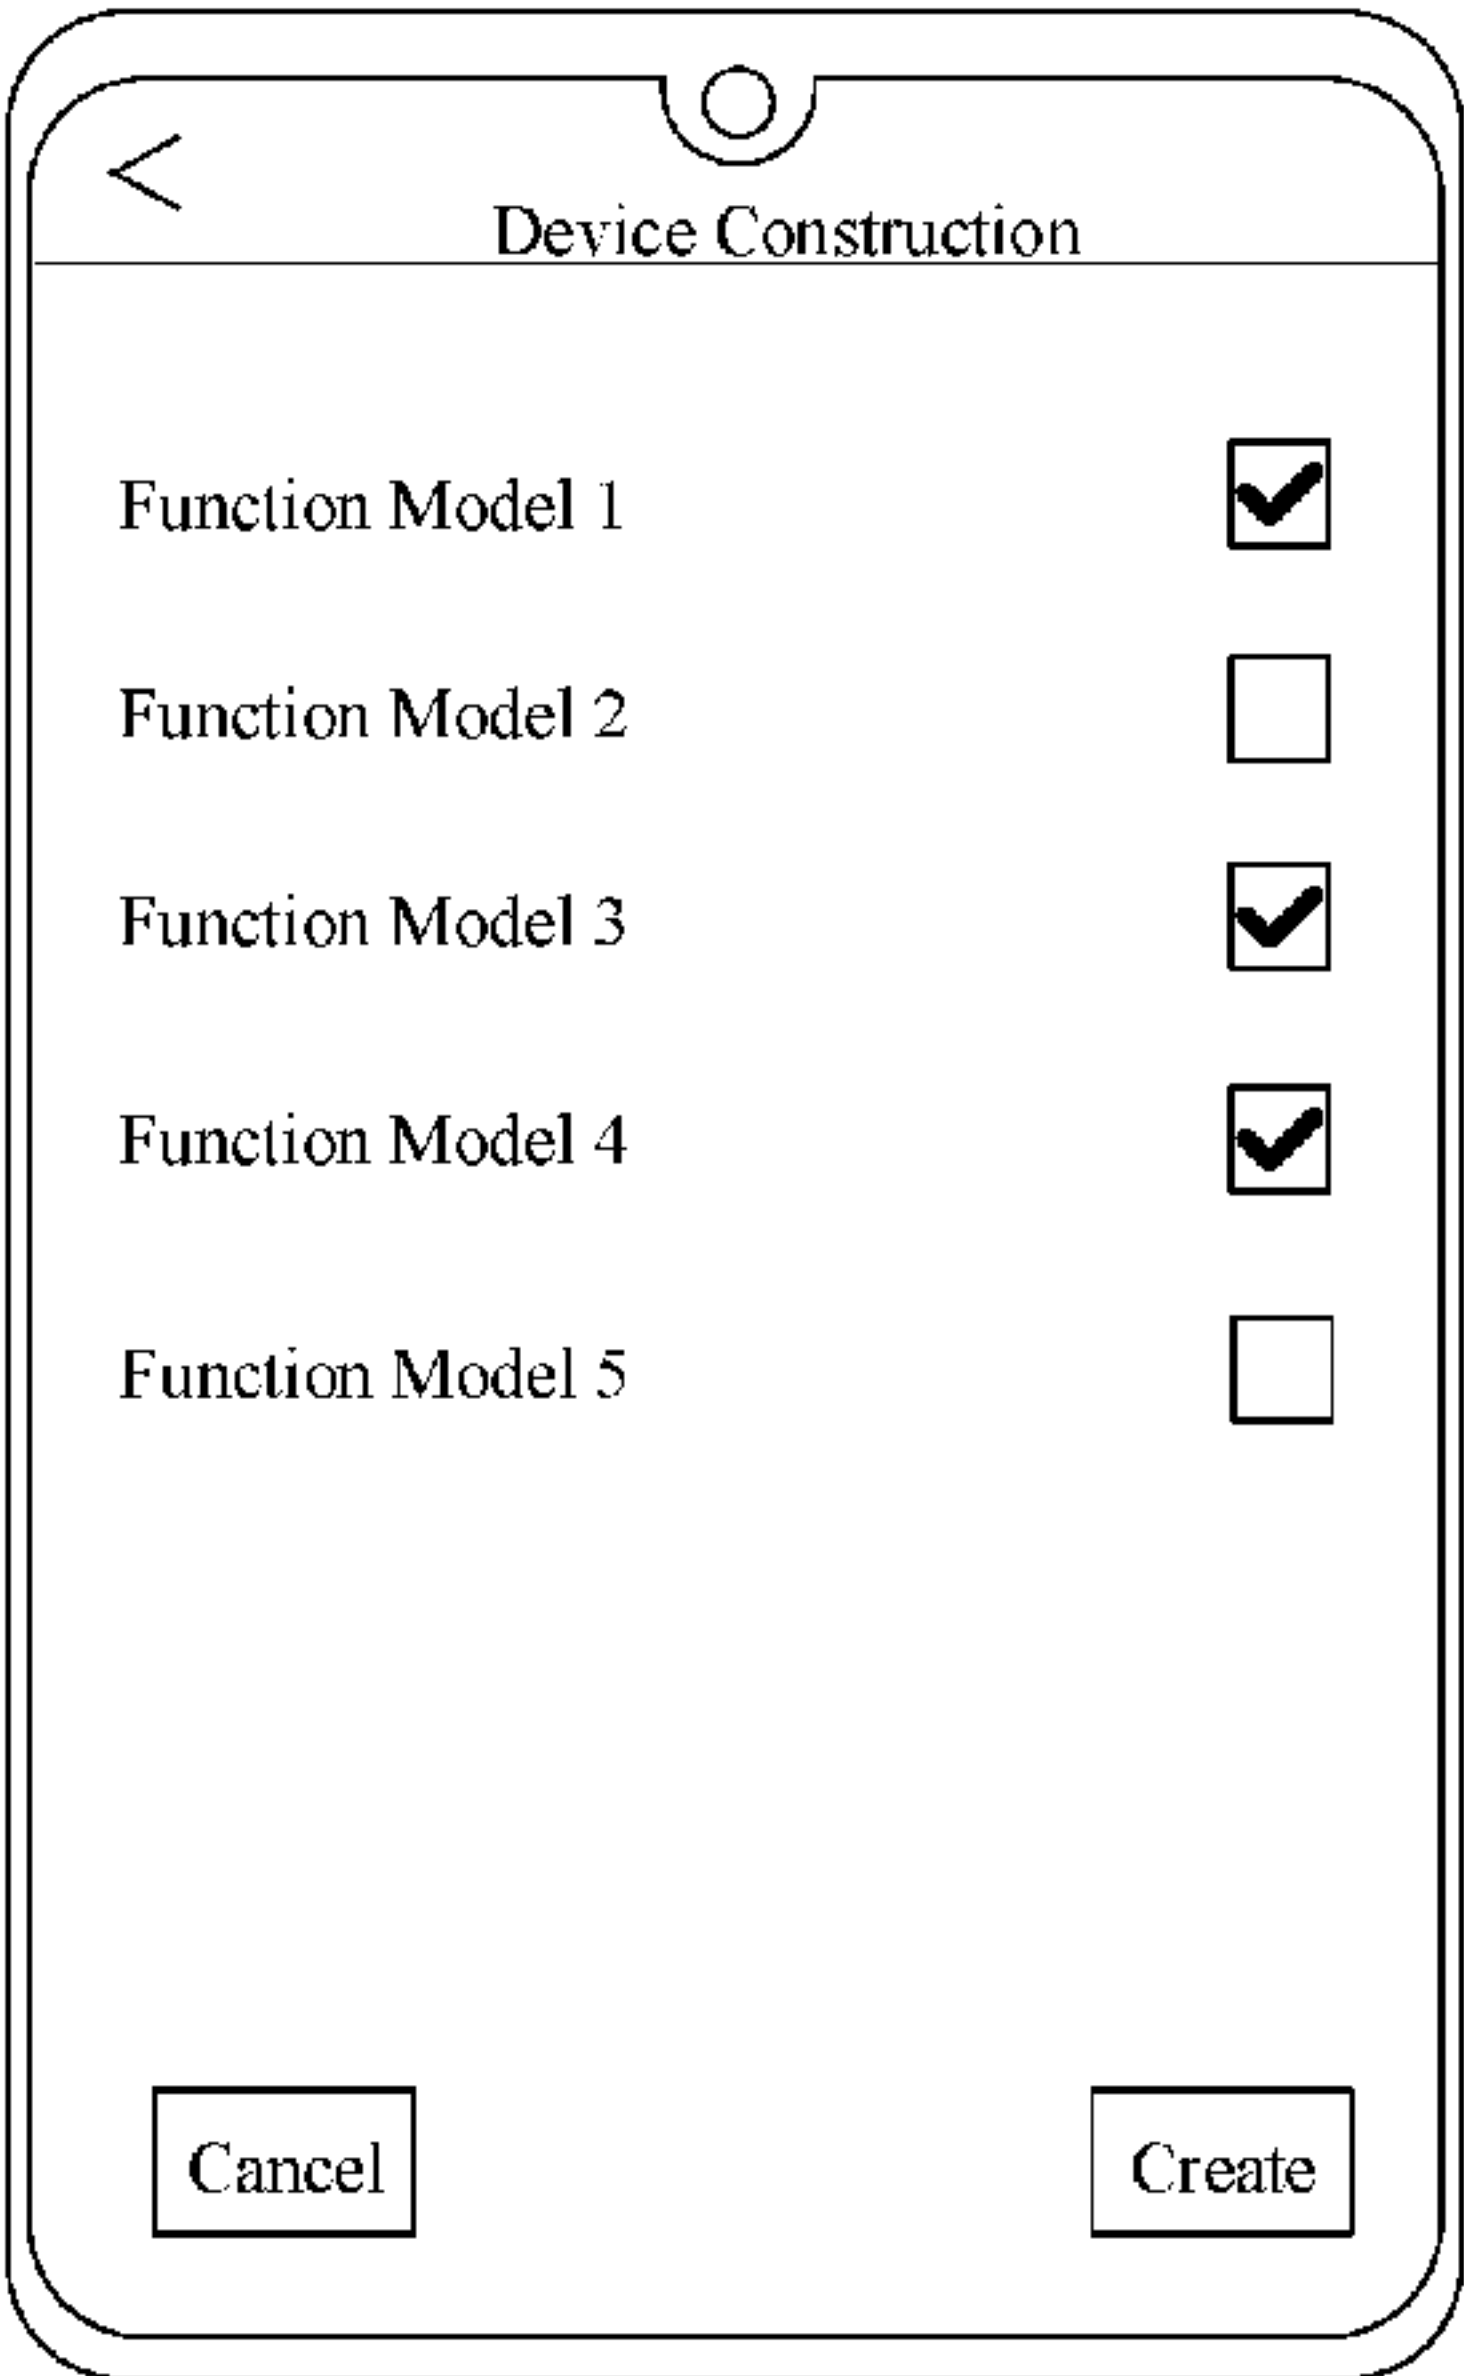 Device Construction
Function Model 1
Function Model 2
Function Model 3
Function Model 4
Function Model 5
Cancel
Create